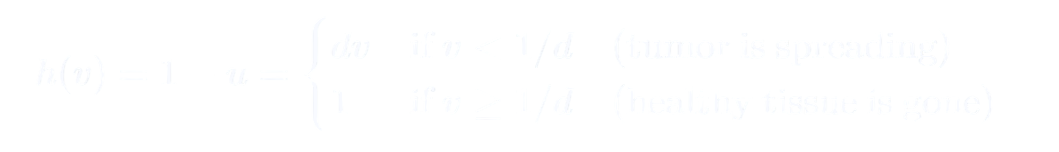 dn if n 1/d (tumor is spreading)
h(n) = 1 u =
1 if n 1/d (healthy tissue is gone)